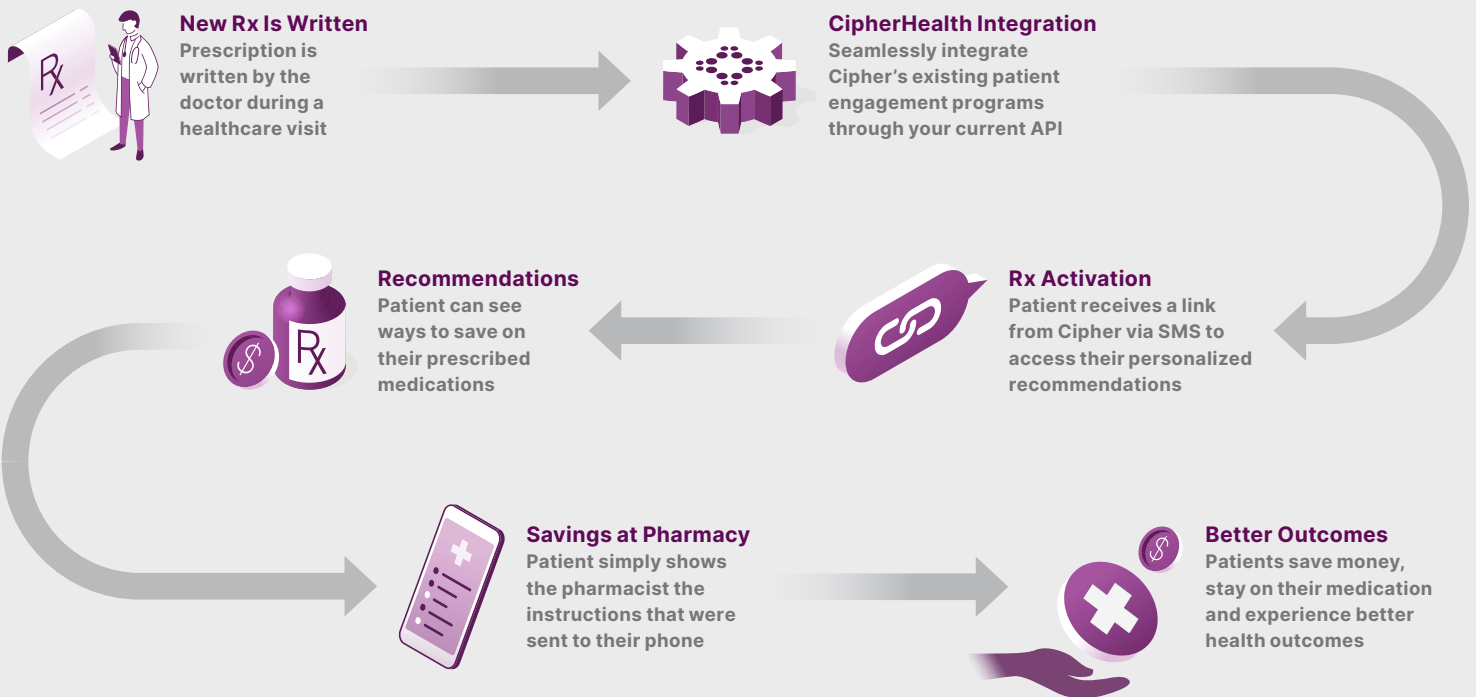 New Rx Is Written
Prescription is
written by the
doctor during a
healthcare visit
Rx
CipherHealth Integration
Seamlessly integrate
Cipher's existing patient
engagement programs
through your current API
Rx Activation
Patient receives a link
from Cipher via SMS to
access their personalized
recommendations
Recommendations
Patient can see
ways to save on
their prescribed
medications
$
Rx
Savings at Pharmacy
Patient simply shows
the pharmacist the
instructions that were
sent to their phone
Better Outcomes
Patients save money,
stay on their medication
and experience better
health outcomes
$